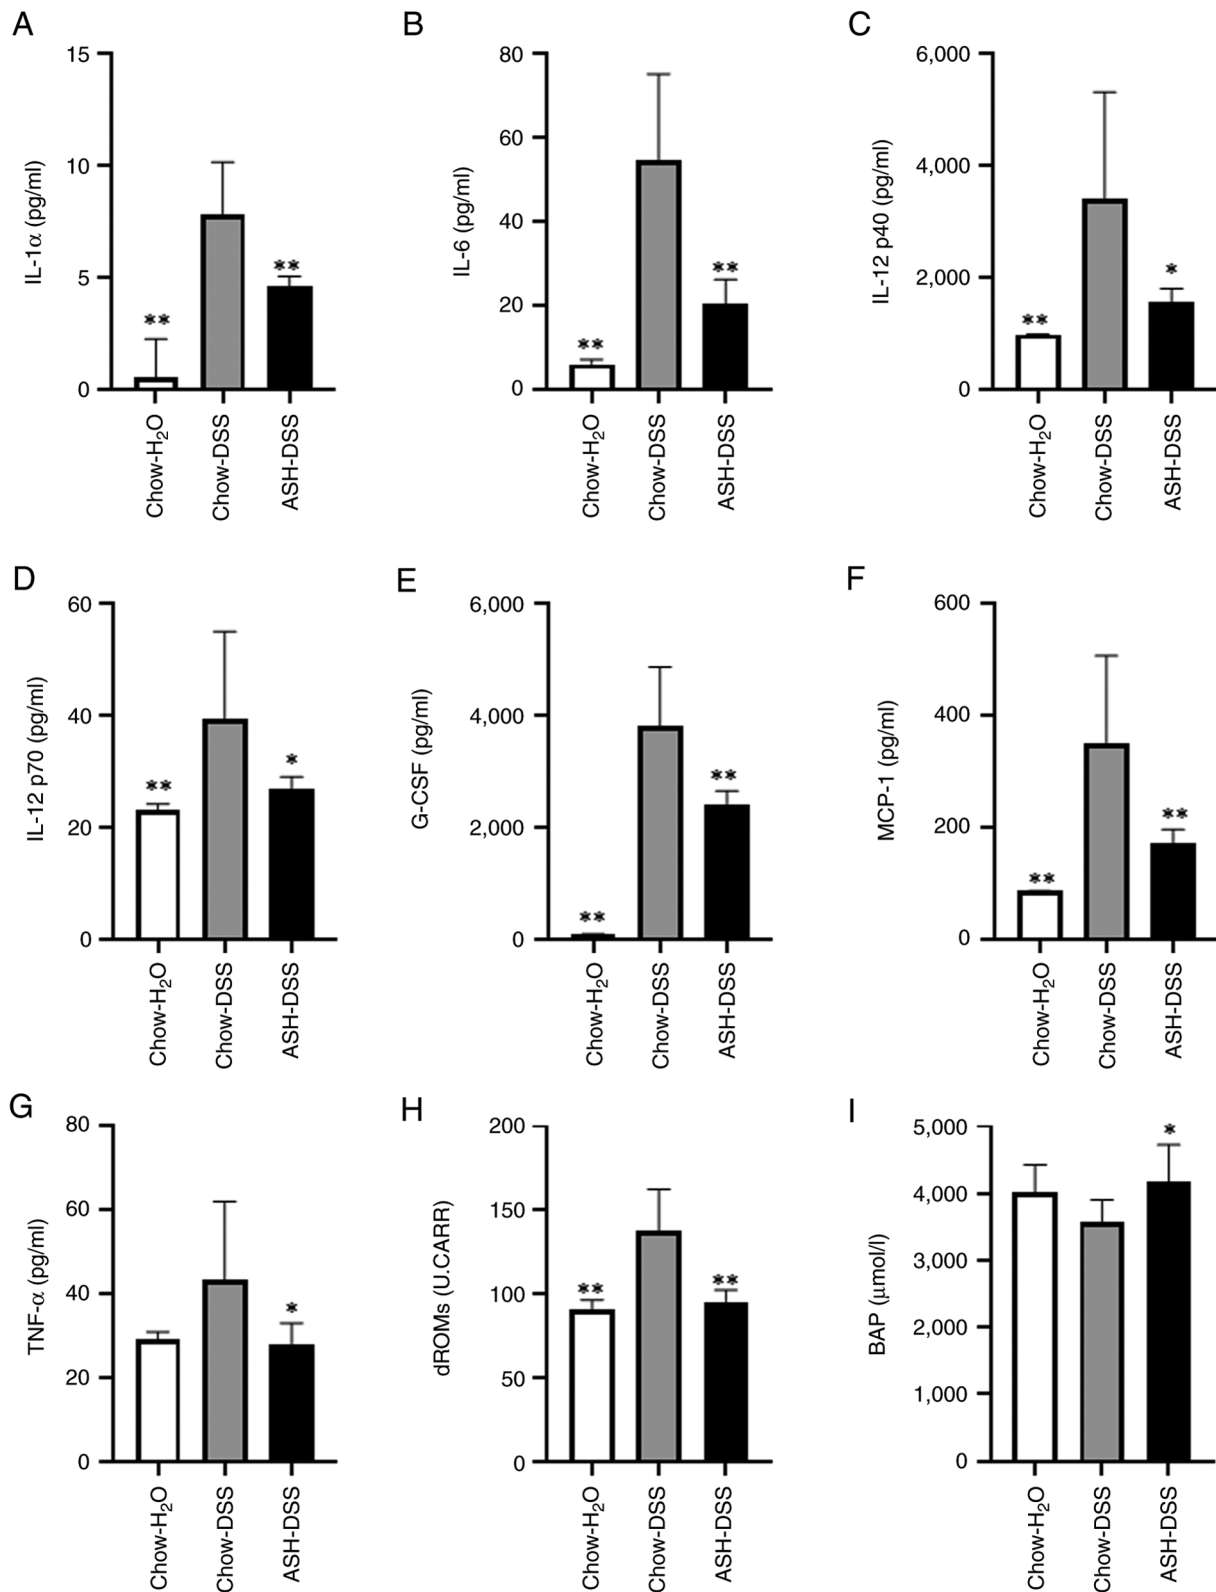 A
IL-1α (pg/ml)
15
10
5
0
**
**
Chow-H₂O
Chow-DSS
ASH-DSS
B
IL-6 (pg/ml)
80
60
40
20
0
**
**
Chow-H₂O
Chow-DSS
ASH-DSS
C
IL-12 p40 (pg/ml)
6,000
4,000
2,000
0
**
*
Chow-H₂O
Chow-DSS
ASH-DSS
D
IL-12 p70 (pg/ml)
60
40
20
0
**
*
Chow-H₂O
Chow-DSS
ASH-DSS
E
G-CSF (pg/ml)
6,000
4,000
2,000
0
**
**
Chow-H₂O
Chow-DSS
ASH-DSS
F
MCP-1 (pg/ml)
600
400
200
0
**
**
Chow-H₂O
Chow-DSS
ASH-DSS
G
TNF-α (pg/ml)
80
60
40
20
0
*
Chow-H₂O
Chow-DSS
ASH-DSS
H
dROMs (U.CARR)
200
150
100
50
0
**
**
Chow-H₂O
Chow-DSS
ASH-DSS
I
BAP (μmol/l)
5,000
4,000
3,000
2,000
1,000
0
*
Chow-H₂O
Chow-DSS
ASH-DSS